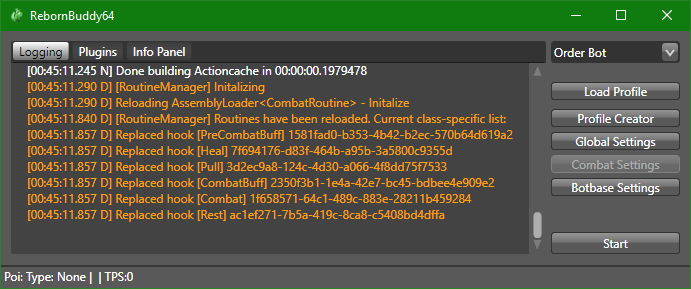 RebornBuddy64
Logging Plugins Info Panel Order Bot
[00:45:11.245 N] Done building Actioncache in 00:00:00.1979478
[00:45:11.290 D] [RoutineManager] Initalizing
[00:45:11.290 D] Reloading AssemblyLoader<CombatRoutine> - Initalize
[00:45:11.840 D] [RoutineManager] Routines have been reloaded. Current class-specific list:
[00:45:11.857 D] Replaced hook [PreCombatBuff] 1581fad0-b353-4b42-b2ec-570b64d619a2
[00:45:11.857 D] Replaced hook [Heal] 7f694176-d83f-464b-a95b-3a5800c9355d
[00:45:11.857 D] Replaced hook [Pull] 3d2ec9a8-124c-4d30-a066-4f8dd75f7533
[00:45:11.857 D] Replaced hook [CombatBuff] 2350f3b1-1e4a-42e7-bc45-bdbee4e909e2
[00:45:11.857 D] Replaced hook [Combat] 1f658571-64c1-489c-883e-28211b459284
[00:45:11.857 D] Replaced hook [Rest] ac1ef271-7b5a-419c-8ca8-c5408bd4dffa
Load Profile
Profile Creator
Global Settings
Combat Settings
Botbase Settings
Start
Poi: Type: None | | TPS:0